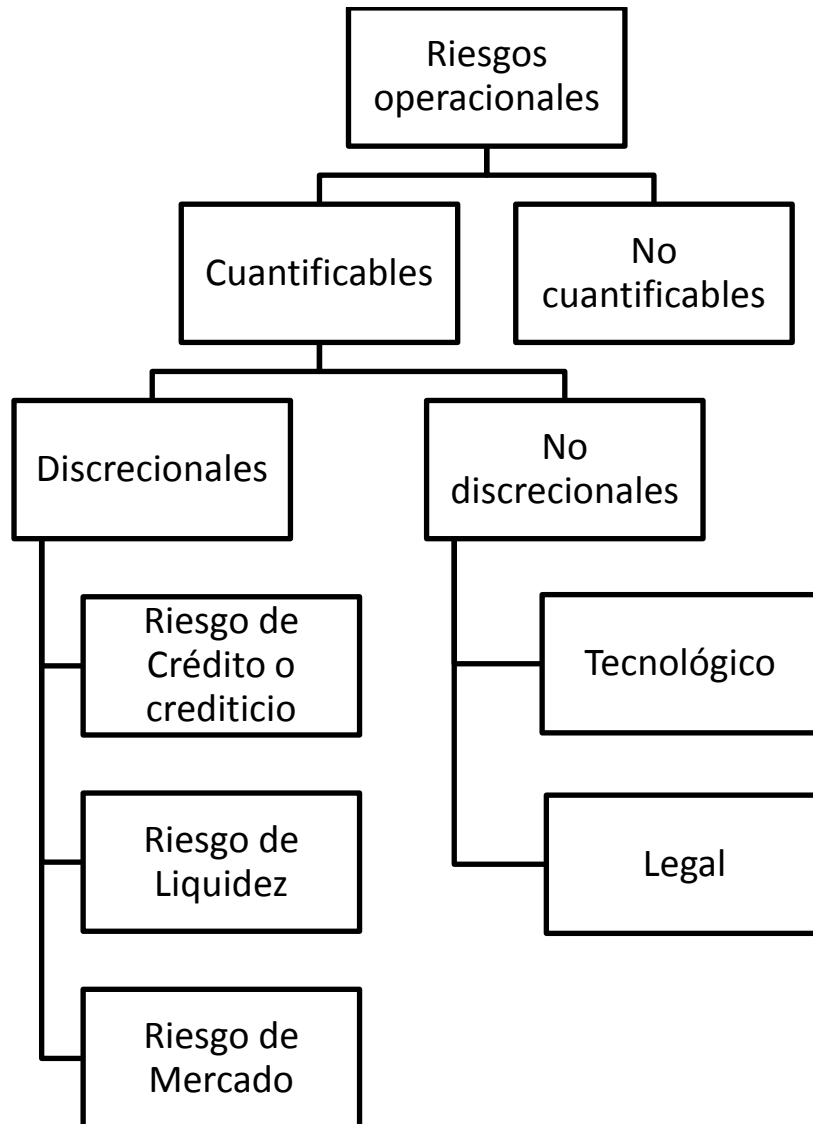 Riesgos
operacionales
Cuantificables
No
cuantificables
Discrecionales
No
discrecionales
Riesgo de
Crédito o
crediticio
Riesgo de
Liquidez
Riesgo de
Mercado
Tecnológico
Legal